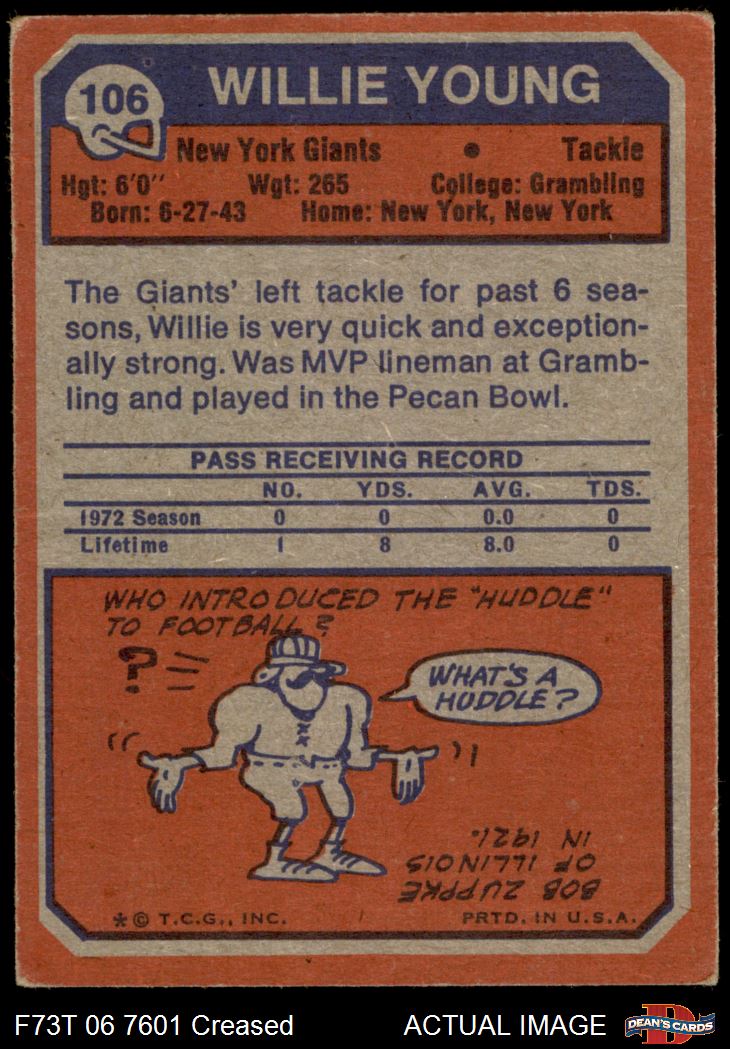 106
WILLIE YOUNG
New York Giants • Tackle
Hgt: 6'0" Wgt: 265 College: Grambling
Born: 6-27-43 Home: New York, New York
The Giants' left tackle for past 6 sea-
sons, Willie is very quick and exception-
ally strong. Was MVP lineman at Gramb-
ling and played in the Pecan Bowl.
PASS RECEIVING RECORD
NO. YDS. AVG. TDS.
1972 Season 0 0 0.0 0
Lifetime 1 8 8.0 0
WHO INTRODUCED THE "HUDDLE"
TO FOOTBALL?
?
WHAT'S A
HUDDLE?
BOB ZUPPKE
OF ILLINOIS
IN 1921.
* © T.C.G., INC. PRTD. IN U.S.A.
F73T 06 7601 Creased ACTUAL IMAGE
D
DEAN'S CARDS